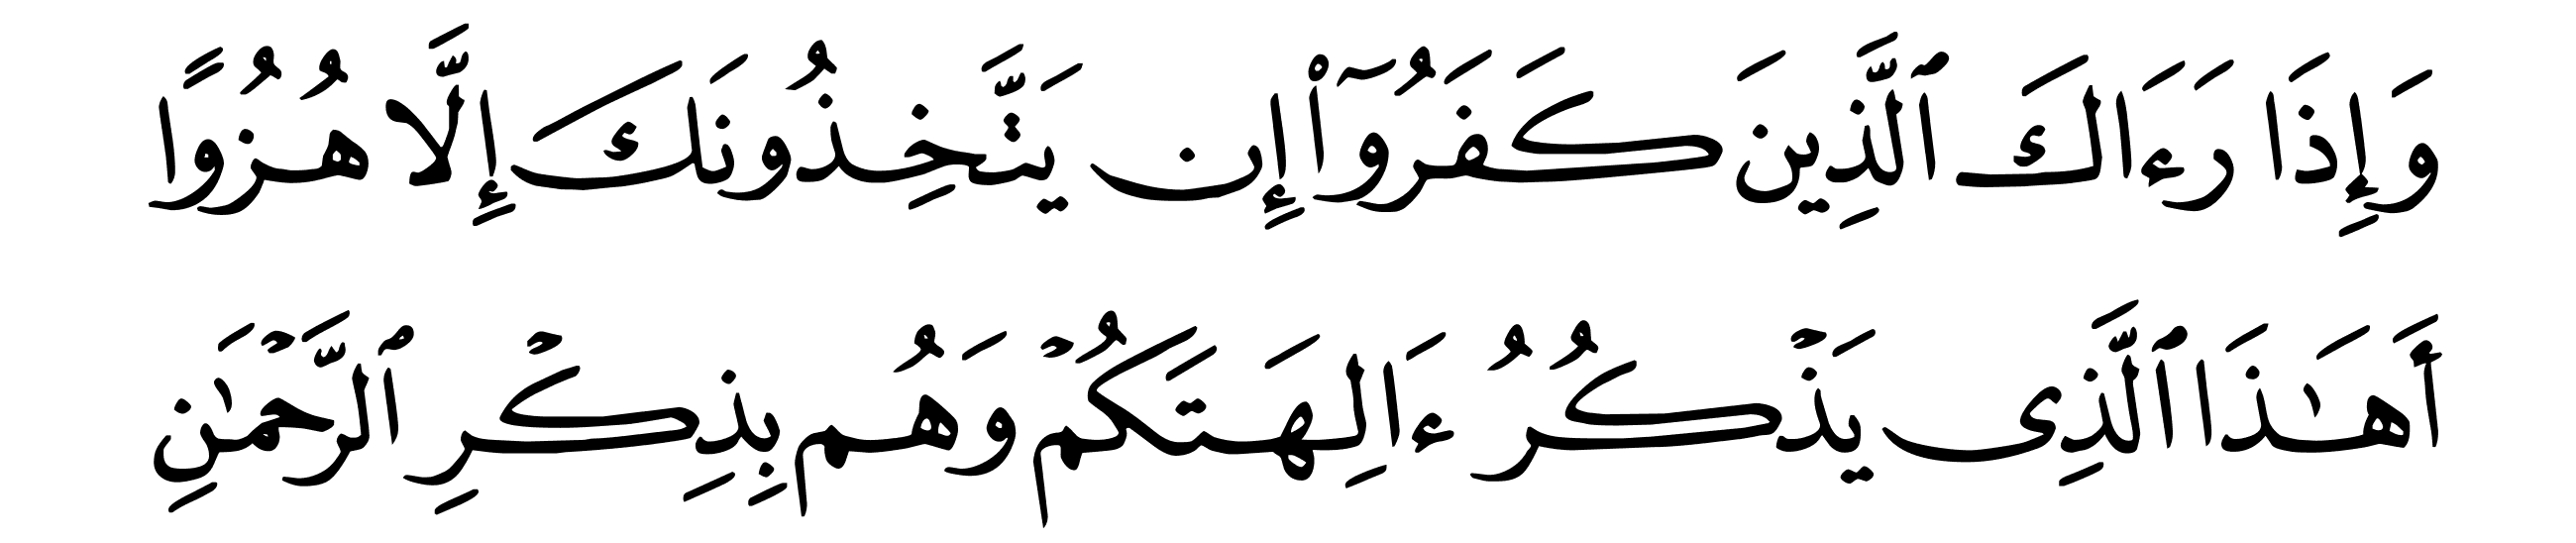 وَإِذَا رَءَاكَ ٱلَّذِينَ كَفَرُوٓا۟ إِن يَتَّخِذُونَكَ إِلَّا هُزُوًا
أَهَـٰذَا ٱلَّذِى يَذْكُرُ ءَالِهَتَكُمْ وَهُم بِذِكْرِ ٱلرَّحْمَـٰنِ